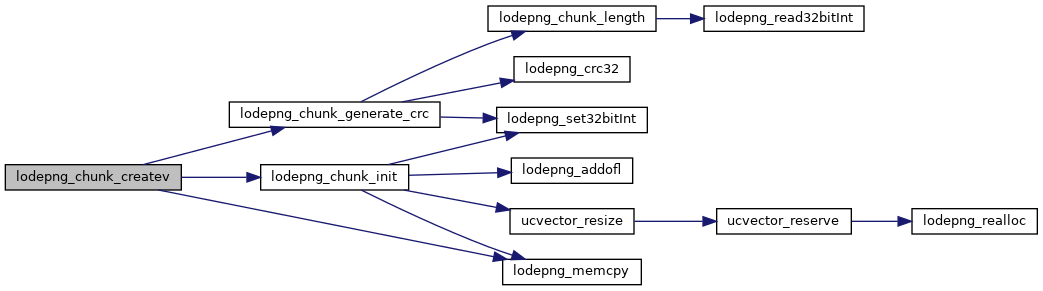 lodepng_chunk_length
lodepng_read32bitInt
lodepng_crc32
lodepng_chunk_generate_crc
lodepng_set32bitInt
lodepng_chunk_createv
lodepng_chunk_init
lodepng_addofl
ucvector_resize
ucvector_reserve
lodepng_realloc
lodepng_memcpy